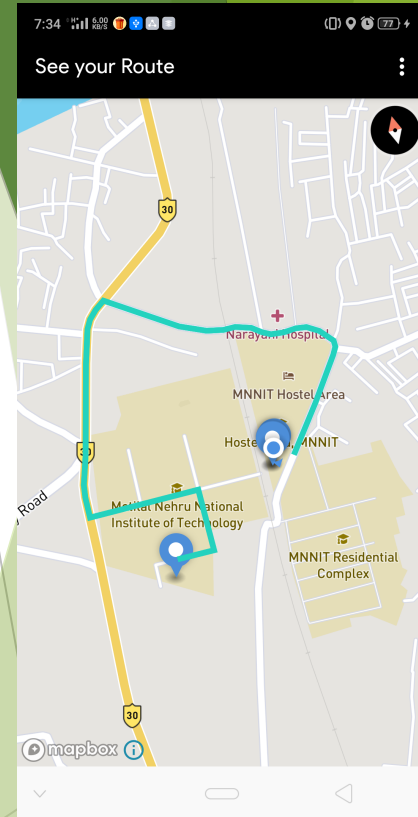 7:34 6.00 KB/S 77
See your Route
30
Narayani Hospital
MNNIT Hostel Area
MNNIT
30
Road
Motilal Nehru National
Institute of Technology
MNNIT Residential
Complex
30
mapbox